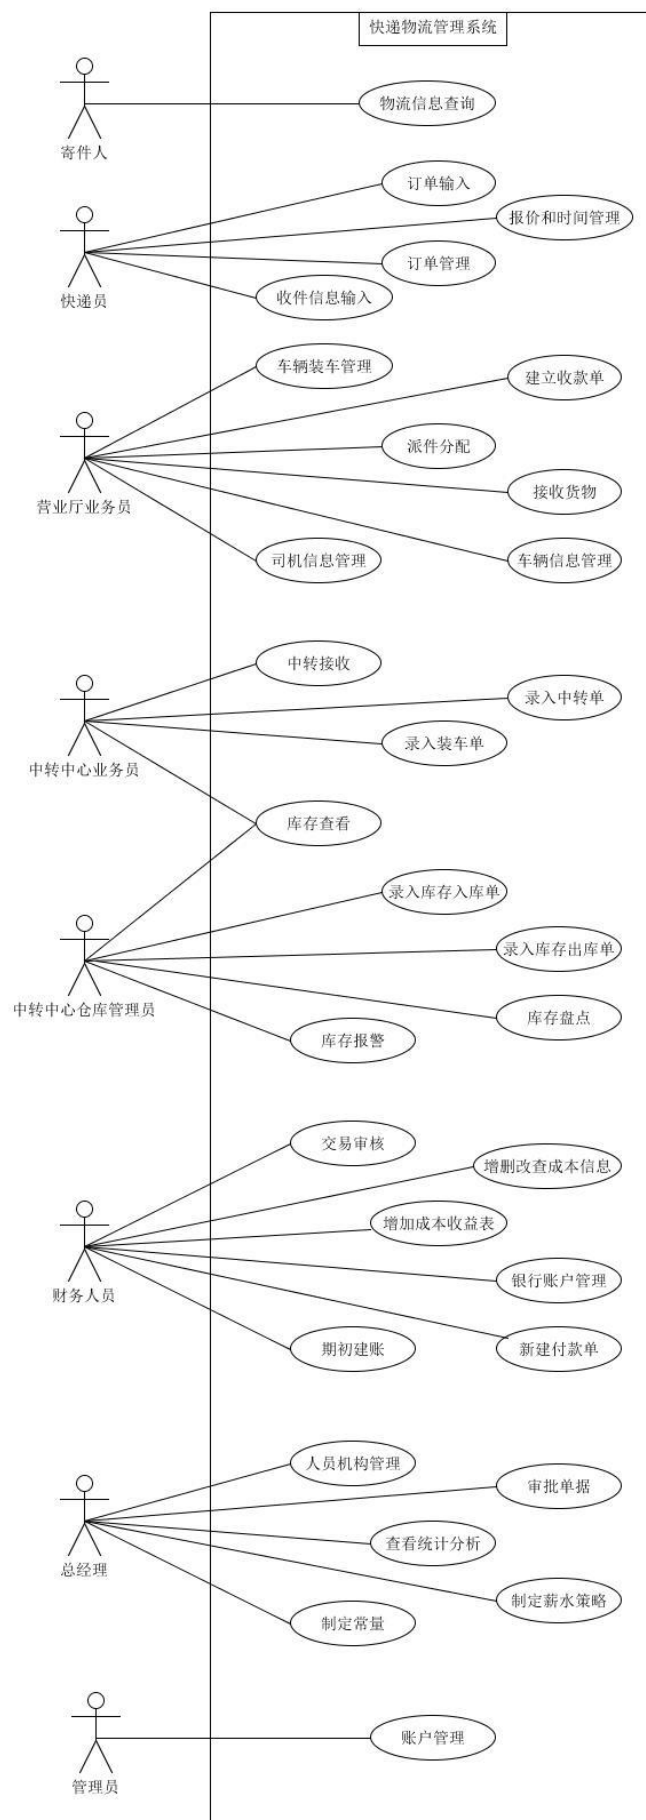 快递物流管理系统
物流信息查询
寄件人
订单输入
报价和时间管理
订单管理
快递员
收件信息输入
车辆装车管理
建立收款单
派件分配
接收货物
营业厅业务员
司机信息管理
车辆信息管理
中转接收
录入中转单
录入装车单
中转中心业务员
库存查看
录入库存入库单
录入库存出库单
中转中心仓库管理员
库存盘点
库存报警
交易审核
增删改查成本信息
增加成本收益表
银行账户管理
财务人员
期初建账
新建付款单
人员机构管理
审批单据
查看统计分析
总经理
制定薪水策略
制定常量
账户管理
管理员